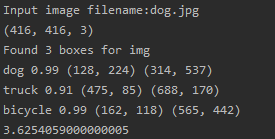 Input image filename:dog.jpg
(416, 416, 3)
Found 3 boxes for img
dog 0.99 (128, 224) (314, 537)
truck 0.91 (475, 85) (688, 170)
bicycle 0.99 (162, 118) (565, 442)
3.6254059000000005